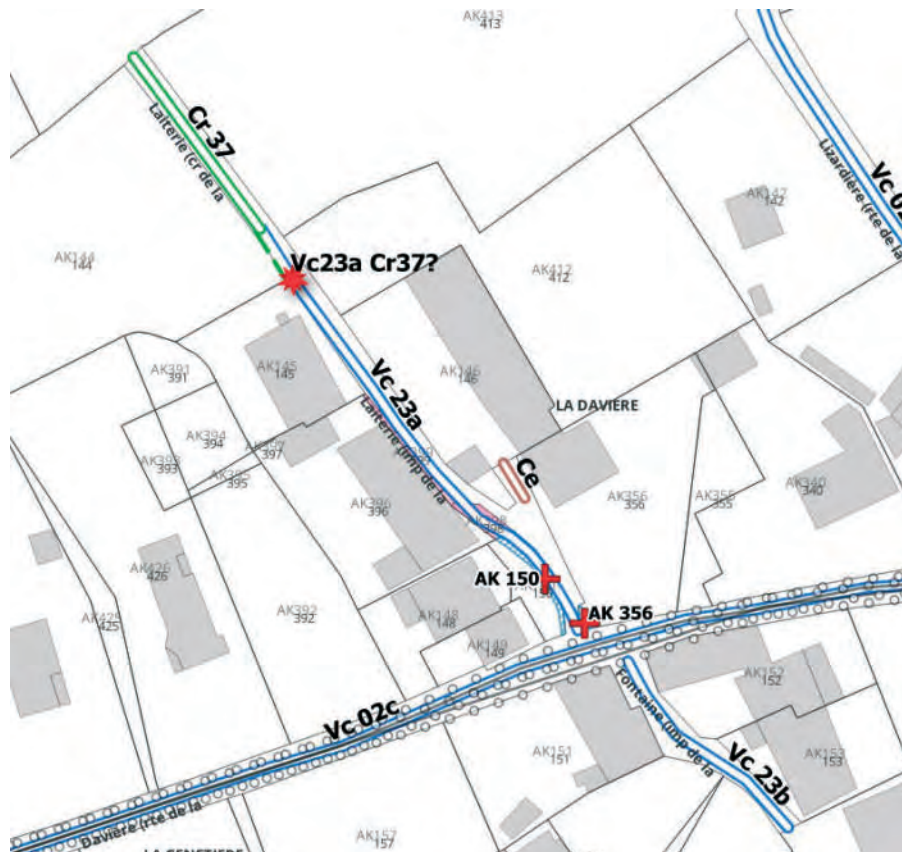 AK413
413
Cr 37
Laiterie (cr de la
Lizardière (rte de la
Vc 02
AK142
142
AK144
144
Vc23a Cr37?
AK412
412
AK145
145
AK391
391
AK146
146
Vc 23a
Laiterie (imp de la
LA DAVIERE
AK394
394
AK393
393
AK395
395
397
Ce
AK396
396
AK356
356
AK355
355
AK340
340
AK 150
AK 356
AK426
426
AK425
425
AK392
392
AK148
148
AK149
149
Vc 02c
Fontaine (imp de la
AK152
152
AK151
151
Vc 23b
AK153
153
Davière (rte de la
AK157
157